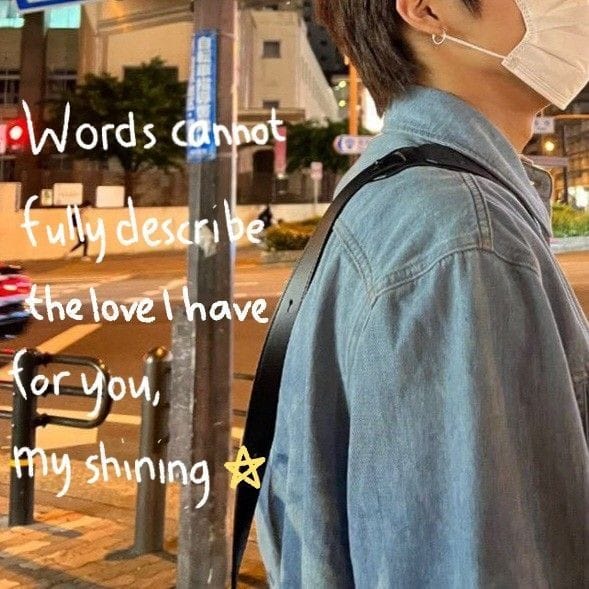 Words cannot
fully describe
the love I have
for you,
my shining